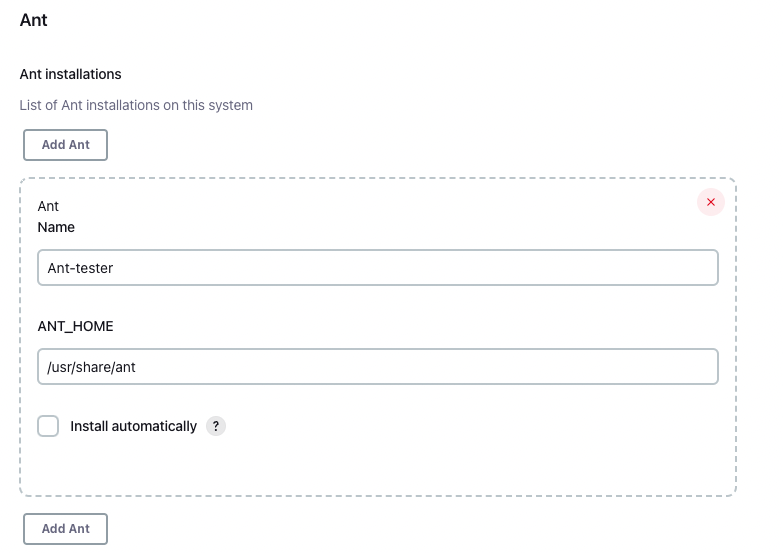 Ant
Ant installations
List of Ant installations on this system
Add Ant
Ant
Name
Ant-tester
ANT_HOME
/usr/share/ant
Install automatically ?
Add Ant